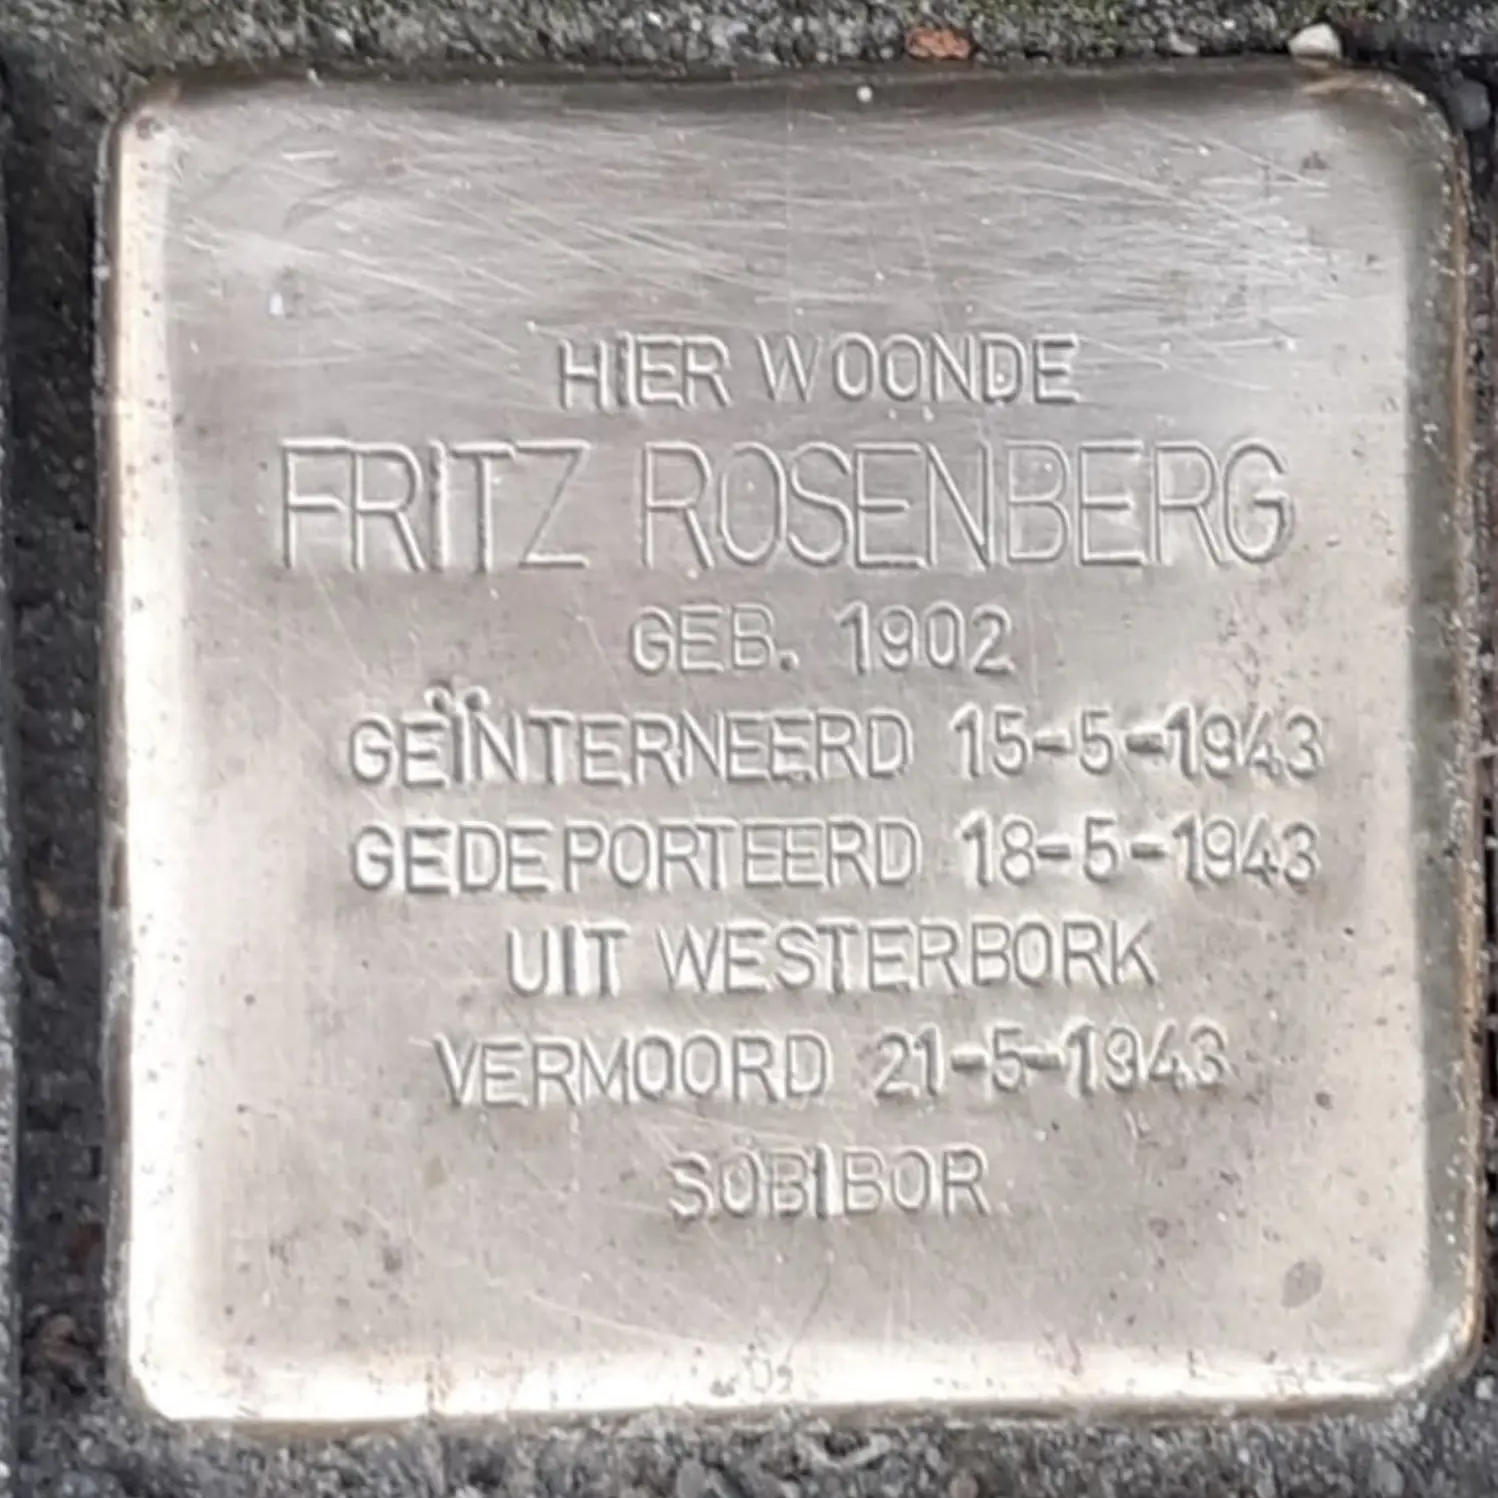 HIER WOONDE
FRITZ ROSENBERG
GEB. 1902
GEÏNTERNEERD 15-5-1943
GEDEPORTEERD 18-5-1943
UIT WESTERBORK
VERMOORD 21-5-1943
SOBIBOR